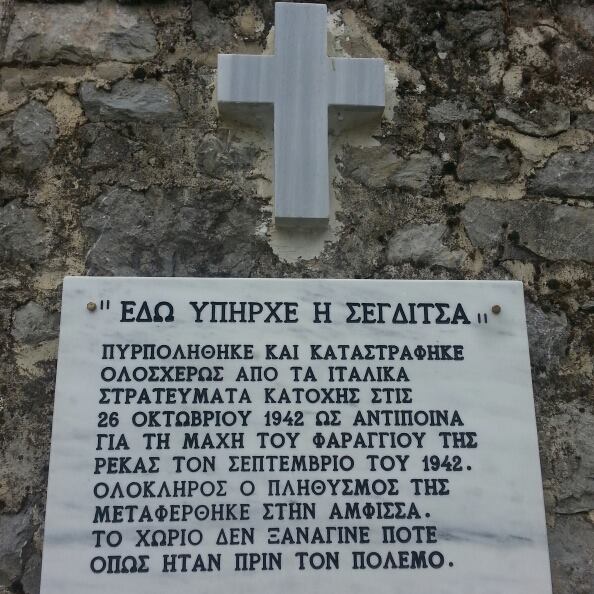 "ΕΔΩ ΥΠΗΡΧΕ Η ΣΕΓΔΙΤΣΑ"
ΠΥΡΠΟΛΗΘΗΚΕ ΚΑΙ ΚΑΤΑΣΤΡΑΦΗΚΕ
ΟΛΟΣΧΕΡΩΣ ΑΠΟ ΤΑ ΙΤΑΛΙΚΑ
ΣΤΡΑΤΕΥΜΑΤΑ ΚΑΤΟΧΗΣ ΣΤΙΣ
26 ΟΚΤΩΒΡΙΟΥ 1942 ΩΣ ΑΝΤΙΠΟΙΝΑ
ΓΙΑ ΤΗ ΜΑΧΗ ΤΟΥ ΦΑΡΑΓΓΙΟΥ ΤΗΣ
ΡΕΚΑΣ ΤΟΝ ΣΕΠΤΕΜΒΡΙΟ ΤΟΥ 1942.
ΟΛΟΚΛΗΡΟΣ Ο ΠΛΗΘΥΣΜΟΣ ΤΗΣ
ΜΕΤΑΦΕΡΘΗΚΕ ΣΤΗΝ ΑΜΦΙΣΣΑ.
ΤΟ ΧΩΡΙΟ ΔΕΝ ΞΑΝΑΓΙΝΕ ΠΟΤΕ
ΟΠΩΣ ΗΤΑΝ ΠΡΙΝ ΤΟΝ ΠΟΛΕΜΟ.